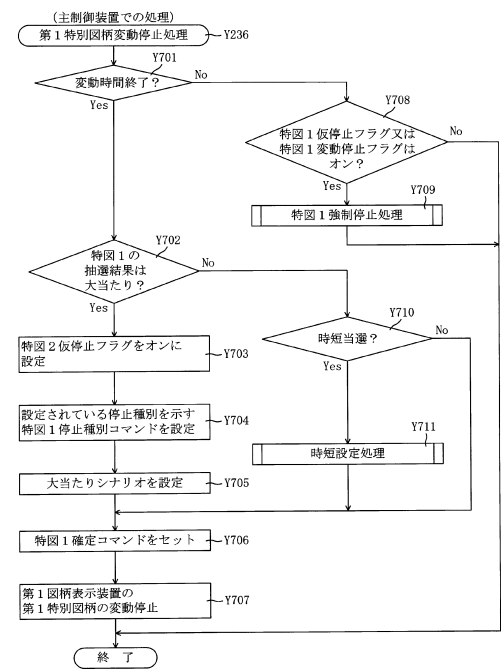 (主制御装置での処理)
第1特別図柄変動停止処理
Y236
Y701
変動時間終了?
No
Yes
Y708
特図1仮停止フラグ又は
特図1変動停止フラグは
オン?
No
Yes
Y709
特図1強制停止処理
Y702
特図1の
抽選結果は
大当たり?
No
Yes
Y710
時短当選?
No
Yes
特図2仮停止フラグをオンに
設定
Y703
設定されている停止種別を示す
特図1停止種別コマンドを設定
Y704
Y711
時短設定処理
大当たりシナリオを設定
Y705
特図1確定コマンドをセット
Y706
第1図柄表示装置の
第1特別図柄の変動停止
Y707
終 了